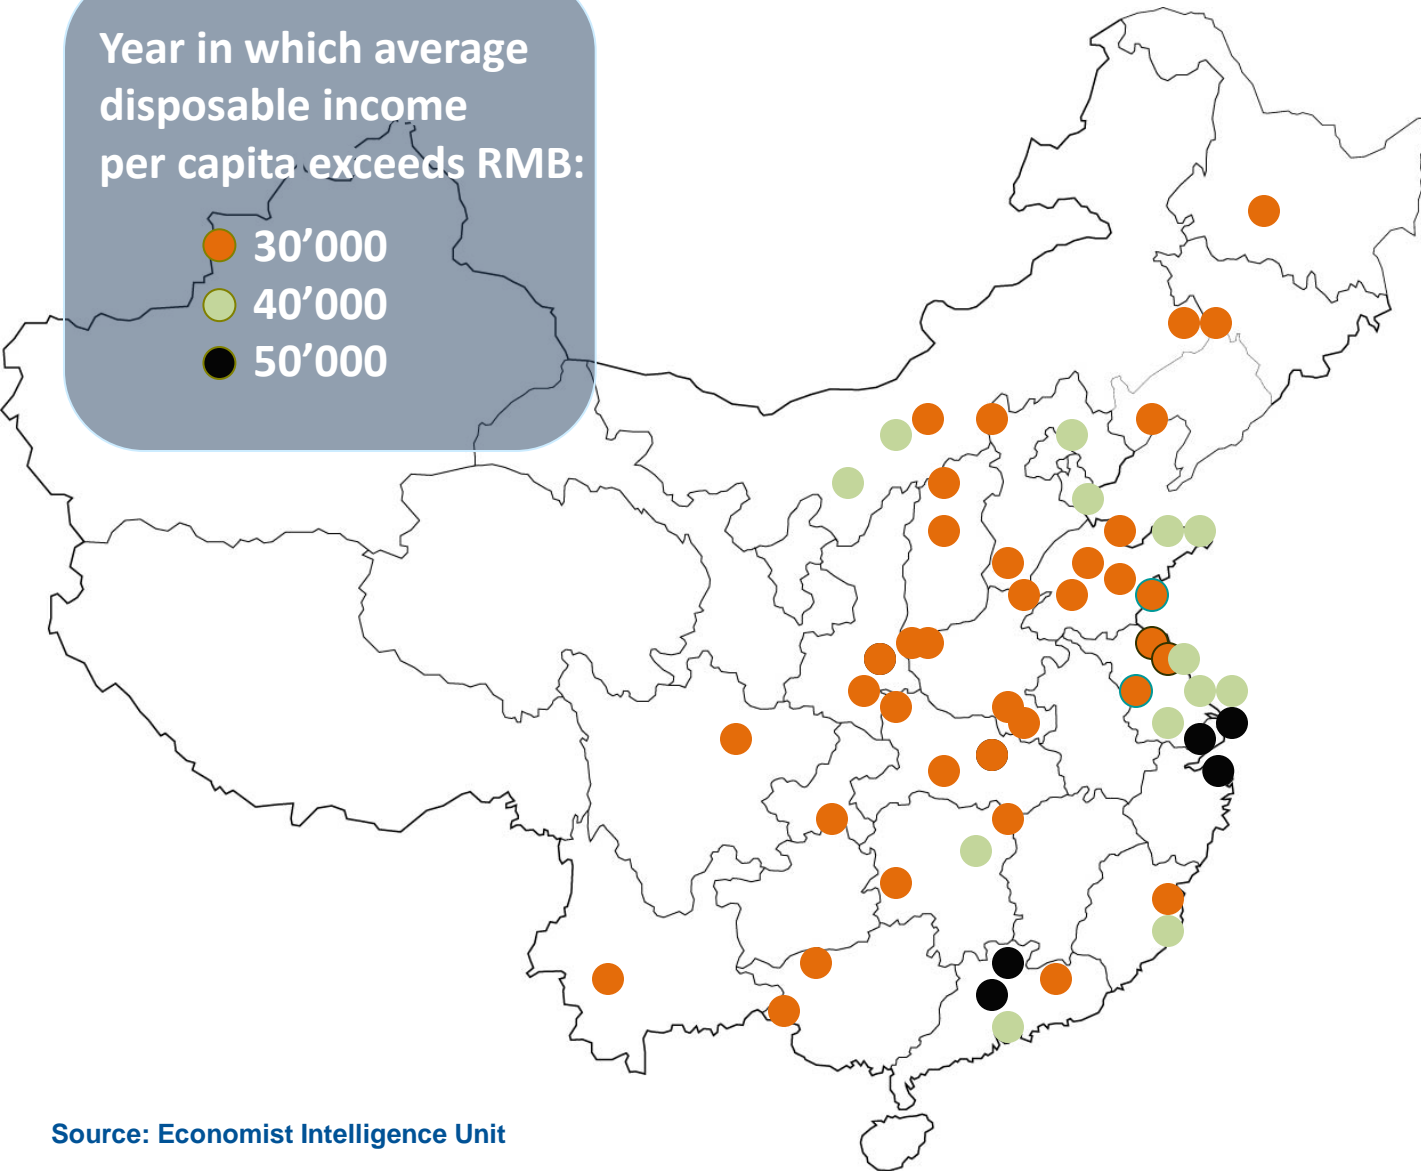 Year in which average
disposable income
per capita exceeds RMB:
30’000
40’000
50’000
Source: Economist Intelligence Unit